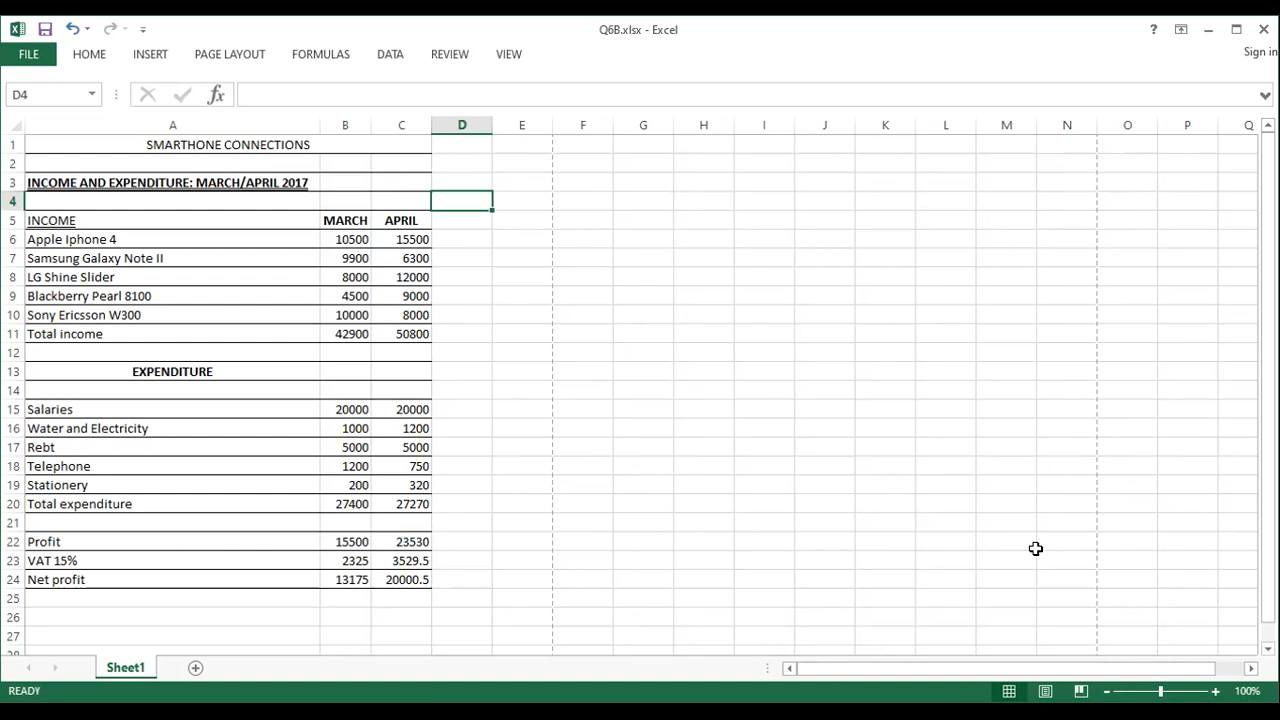 Q6B.xlsx - Excel
?
Sign in
FILE HOME INSERT PAGE LAYOUT FORMULAS DATA REVIEW VIEW
D4 fx
A B C D E F G H I J K L M N O P Q
1 SMARTHONE CONNECTIONS
2
3 INCOME AND EXPENDITURE: MARCH/APRIL 2017
4
5 INCOME MARCH APRIL
6 Apple Iphone 4 10500 15500
7 Samsung Galaxy Note II 9900 6300
8 LG Shine Slider 8000 12000
9 Blackberry Pearl 8100 4500 9000
10 Sony Ericsson W300 10000 8000
11 Total income 42900 50800
12
13 EXPENDITURE
14
15 Salaries 20000 20000
16 Water and Electricity 1000 1200
17 Rebt 5000 5000
18 Telephone 1200 750
19 Stationery 200 320
20 Total expenditure 27400 27270
21
22 Profit 15500 23530
23 VAT 15% 2325 3529.5
24 Net profit 13175 20000.5
25
26
27
28
Sheet1
READY 100%